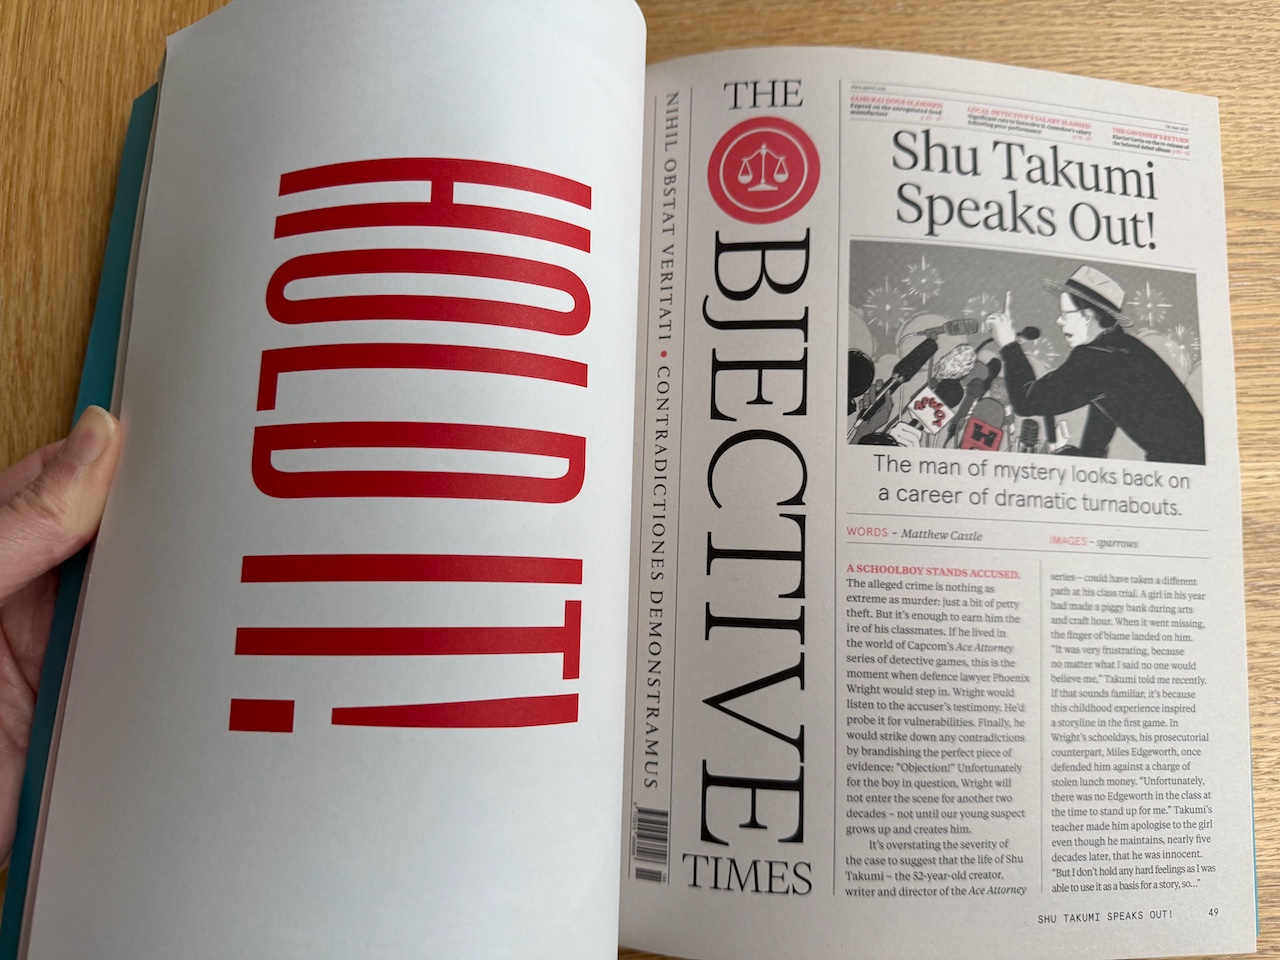 HOLD IT!
THE
OBJECTIVE
TIMES
NIHIL OBSTAT VERITATI • CONTRADICTIONES DEMONSTRAMUS
SAMURAI DOGS SLAMMED
Exposé on the unregulated food
manufacturer
LOCAL DETECTIVE'S SALARY SLASHED
Significant cuts to Detective D. Gumshoe's salary
following poor performance
THE GAVINNER'S RETURN
Klavier Gavin on the re-release of
the beloved debut album
Shu Takumi
Speaks Out!
The man of mystery looks back on
a career of dramatic turnabouts.
WORDS – Matthew Castle
IMAGES – sparrows
A SCHOOLBOY STANDS ACCUSED.
The alleged crime is nothing as
extreme as murder: just a bit of petty
theft. But it's enough to earn him the
ire of his classmates. If he lived in
the world of Capcom's Ace Attorney
series of detective games, this is the
moment when defence lawyer Phoenix
Wright would step in. Wright would
listen to the accuser's testimony. He'd
probe it for vulnerabilities. Finally, he
would strike down any contradictions
by brandishing the perfect piece of
evidence: "Objection!" Unfortunately
for the boy in question, Wright will
not enter the scene for another two
decades – not until our young suspect
grows up and creates him.
It's overstating the severity of
the case to suggest that the life of Shu
Takumi – the 52-year-old creator,
writer and director of the Ace Attorney
series – could have taken a different
path at his class trial. A girl in his year
had made a piggy bank during arts
and craft hour. When it went missing,
the finger of blame landed on him.
"It was very frustrating, because
no matter what I said no one would
believe me," Takumi told me recently.
If that sounds familiar, it's because
this childhood experience inspired
a storyline in the first game. In
Wright's schooldays, his prosecutorial
counterpart, Miles Edgeworth, once
defended him against a charge of
stolen lunch money. "Unfortunately,
there was no Edgeworth in the class at
the time to stand up for me." Takumi's
teacher made him apologise to the girl
even though he maintains, nearly five
decades later, that he was innocent.
"But I don't hold any hard feelings as I was
able to use it as a basis for a story, so..."
SHU TAKUMI SPEAKS OUT!
49